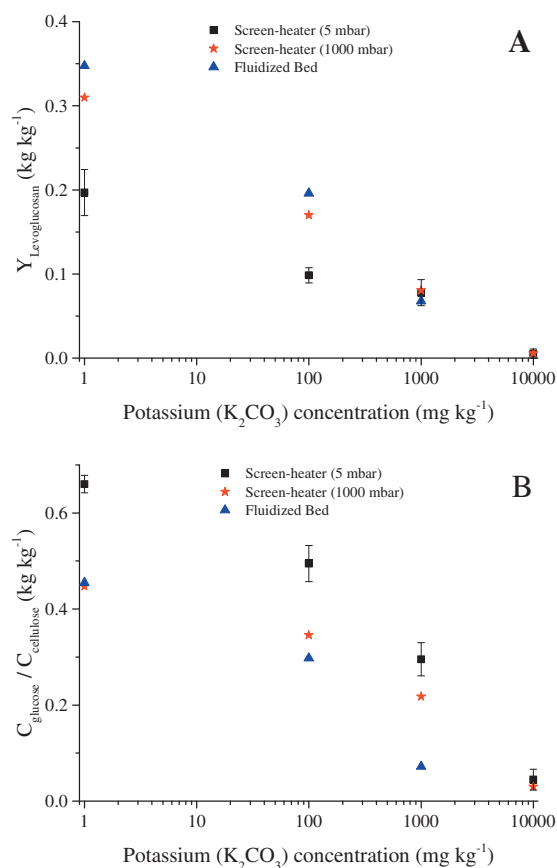 Screen-heater (5 mbar)
Screen-heater (1000 mbar)
Fluidized Bed
A
Y_Levoglucosan (kg kg⁻¹)
0.4
0.3
0.2
0.1
0.0
1 10 100 1000 10000
Potassium (K₂CO₃) concentration (mg kg⁻¹)
Screen-heater (5 mbar)
Screen-heater (1000 mbar)
Fluidized Bed
B
C_glucose / C_cellulose (kg kg⁻¹)
0.6
0.4
0.2
0.0
1 10 100 1000 10000
Potassium (K₂CO₃) concentration (mg kg⁻¹)